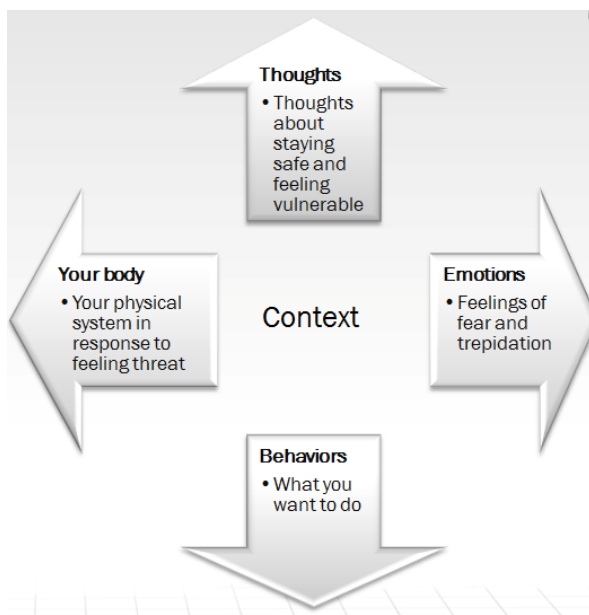 Thoughts
• Thoughts
about
staying
safe and
feeling
vulnerable
Your body
• Your physical
system in
response to
feeling threat
Context
Emotions
• Feelings of
fear and
trepidation
Behaviors
• What you
want to do